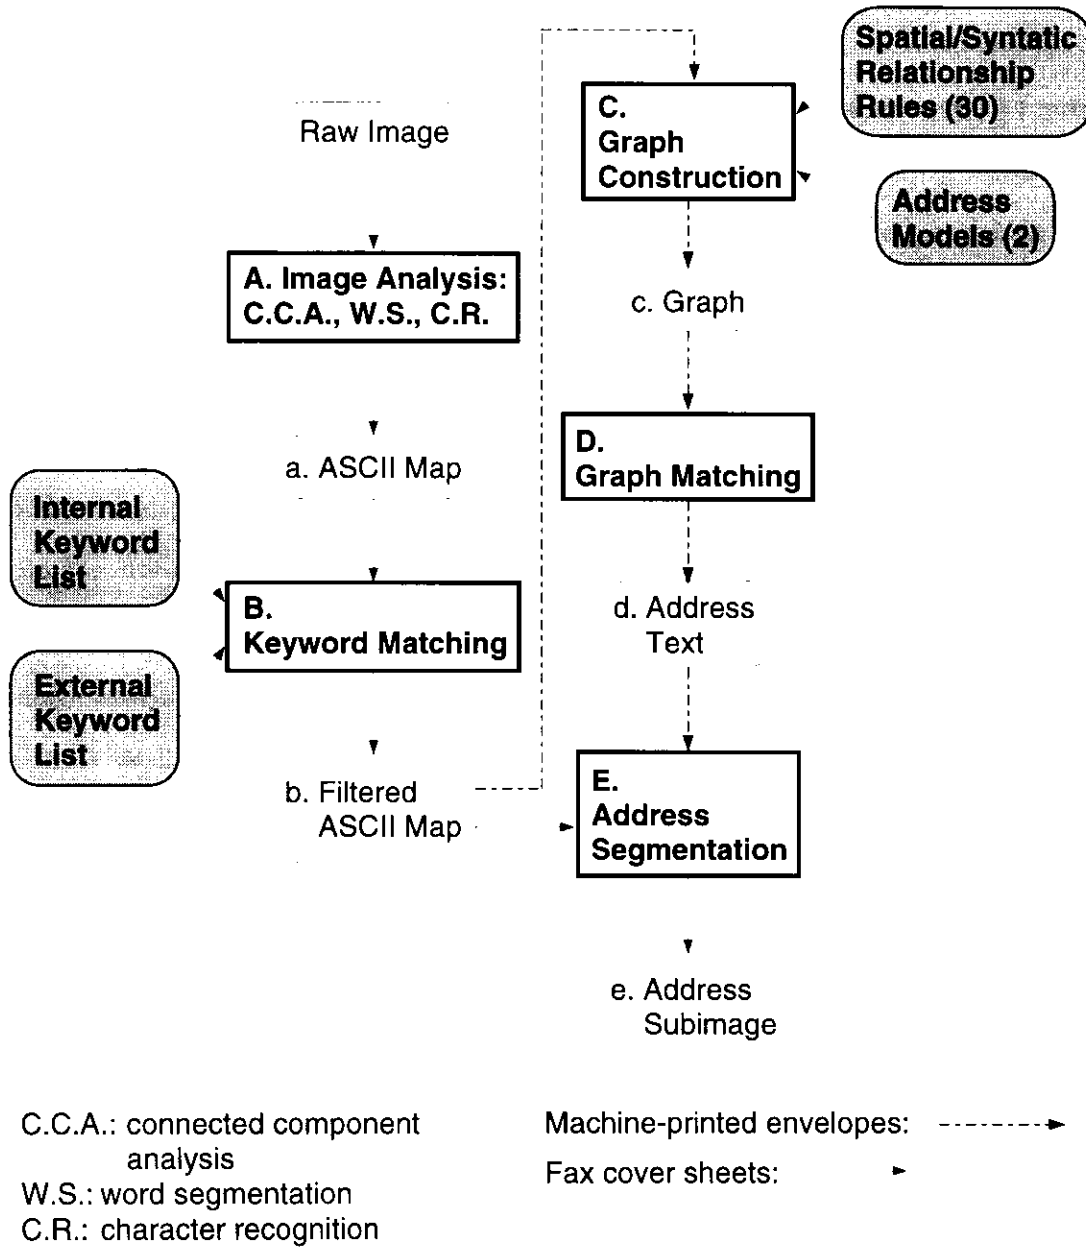 Raw Image
A. Image Analysis:
C.C.A., W.S., C.R.
a. ASCII Map
Internal
Keyword
List
B.
Keyword Matching
External
Keyword
List
b. Filtered
ASCII Map
C.
Graph
Construction
Spatial/Syntatic
Relationship
Rules (30)
Address
Models (2)
c. Graph
D.
Graph Matching
d. Address
Text
E.
Address
Segmentation
e. Address
Subimage
C.C.A.: connected component
analysis
W.S.: word segmentation
C.R.: character recognition
Machine-printed envelopes:
Fax cover sheets: